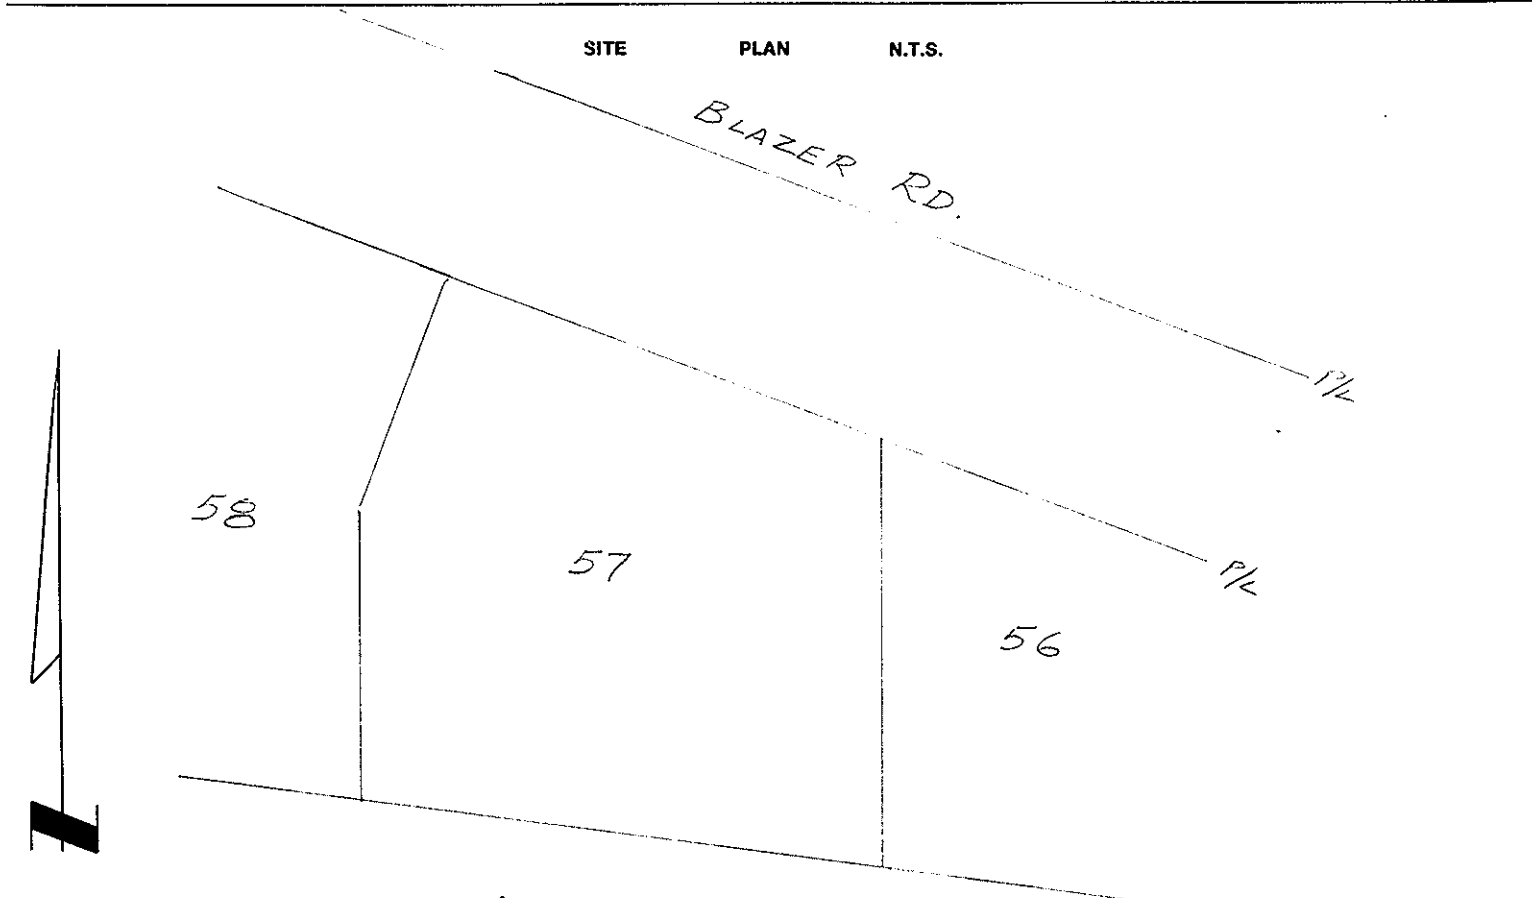 SITE PLAN N.T.S.
BLAZER RD.
P/L
58
57
P/L
56
N